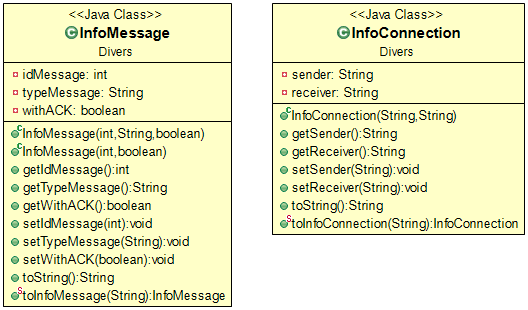 <<Java Class>>
InfoMessage
Divers
idMessage: int
typeMessage: String
withACK: boolean
InfoMessage(int,String,boolean)
InfoMessage(int,boolean)
getIdMessage():int
getTypeMessage():String
getWithACK():boolean
setIdMessage(int):void
setTypeMessage(String):void
setWithACK(boolean):void
toString():String
toInfoMessage(String):InfoMessage
<<Java Class>>
InfoConnection
Divers
sender: String
receiver: String
InfoConnection(String,String)
getSender():String
getReceiver():String
setSender(String):void
setReceiver(String):void
toString():String
toInfoConnection(String):InfoConnection